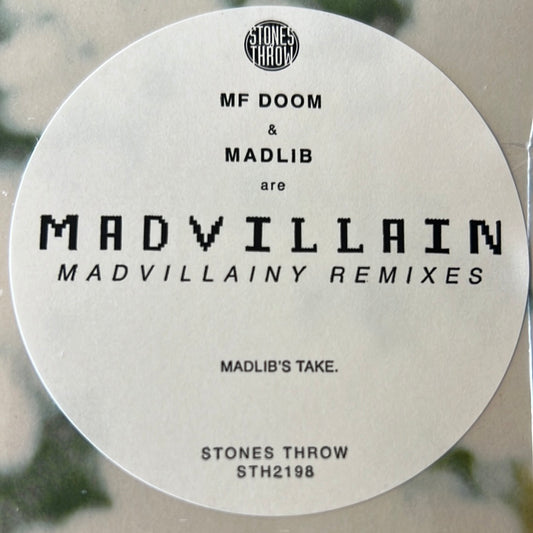 STONES
THROW
MF DOOM
&
MADLIB
are
MADVILLAIN
MADVILLAINY REMIXES
MADLIB'S TAKE.
STONES THROW
STH2198